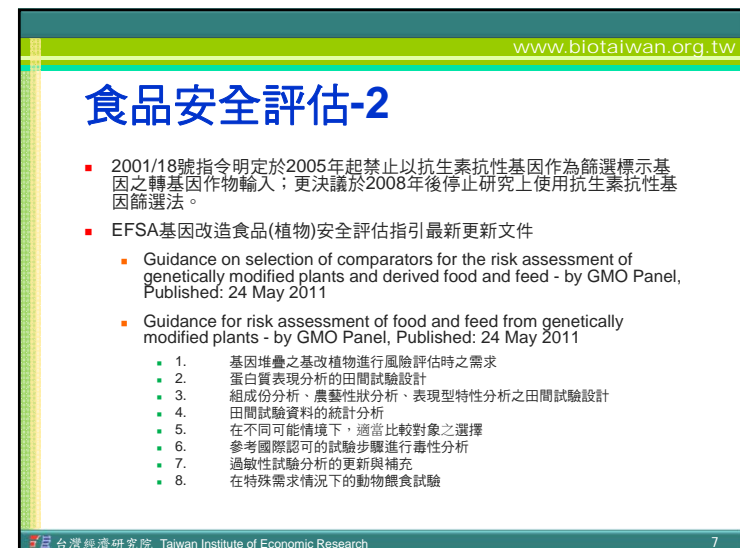 www.biotaiwan.org.tw
食品安全評估-2
2001/18號指令明定於2005年起禁止以抗生素抗性基因作為篩選標示基
因之轉基因作物輸入；更決議於2008年後停止研究上使用抗生素抗性基
因篩選法。
EFSA基因改造食品(植物)安全評估指引最新更新文件
Guidance on selection of comparators for the risk assessment of
genetically modified plants and derived food and feed - by GMO Panel,
Published: 24 May 2011
Guidance for risk assessment of food and feed from genetically
modified plants - by GMO Panel, Published: 24 May 2011
1. 基因堆疊之基改植物進行風險評估時之需求
2. 蛋白質表現分析的田間試驗設計
3. 組成份分析、農藝性狀分析、表現型特性分析之田間試驗設計
4. 田間試驗資料的統計分析
5. 在不同可能情境下，適當比較對象之選擇
6. 參考國際認可的試驗步驟進行毒性分析
7. 過敏性試驗分析的更新與補充
8. 在特殊需求情況下的動物餵食試驗
台灣經濟研究院 Taiwan Institute of Economic Research 7